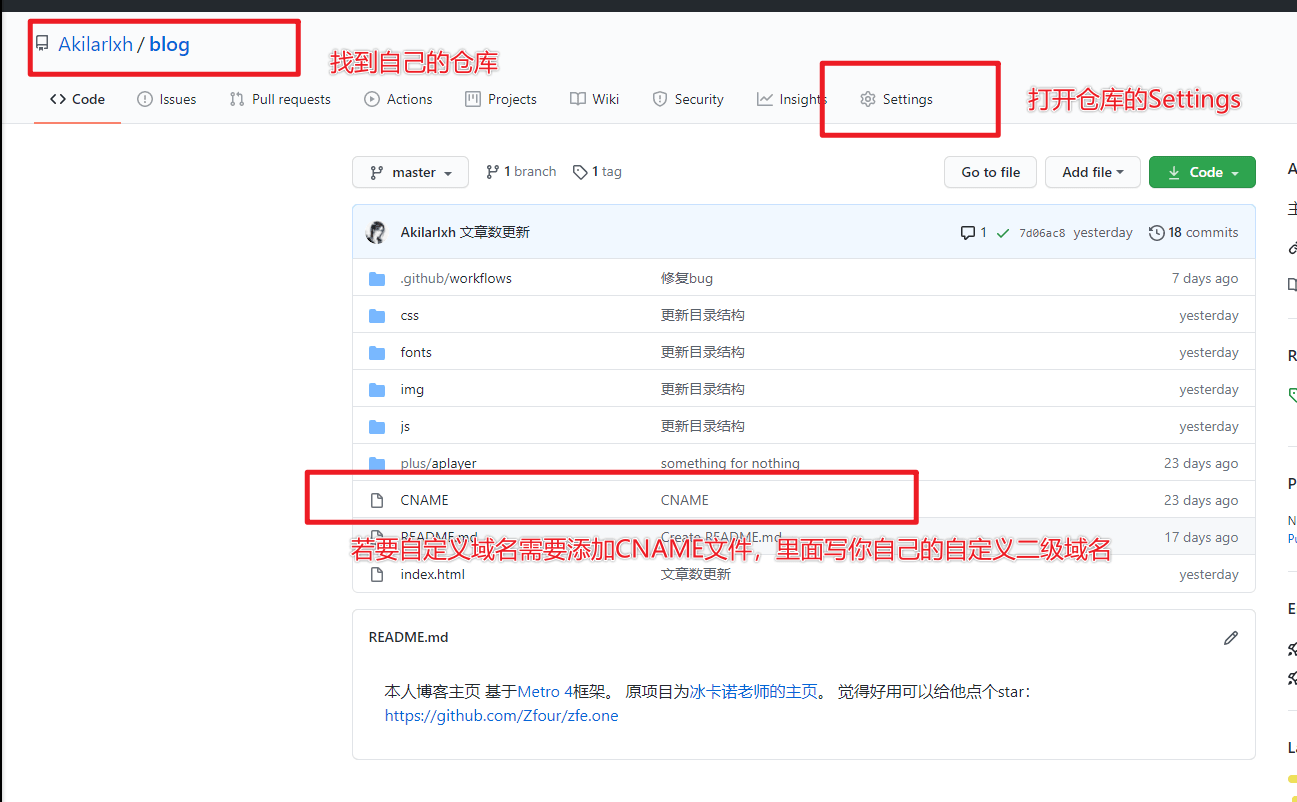 Akilarlxh / blog
找到自己的仓库
Code Issues Pull requests Actions Projects Wiki Security Insights Settings
打开仓库的Settings
master 1 branch 1 tag Go to file Add file Code
Akilarlxh 文章数更新 1 7d06ac8 yesterday 18 commits
.github/workflows 修复bug 7 days ago
css 更新目录结构 yesterday
fonts 更新目录结构 yesterday
img 更新目录结构 yesterday
js 更新目录结构 yesterday
plus/aplayer something for nothing 23 days ago
CNAME CNAME 23 days ago
README.md Create README.md 17 days ago
若要自定义域名需要添加CNAME文件，里面写你自己的自定义二级域名
index.html 文章数更新 yesterday
README.md
本人博客主页 基于Metro 4框架。 原项目为冰卡诺老师的主页。 觉得好用可以给他点个star：
https://github.com/Zfour/zfe.one